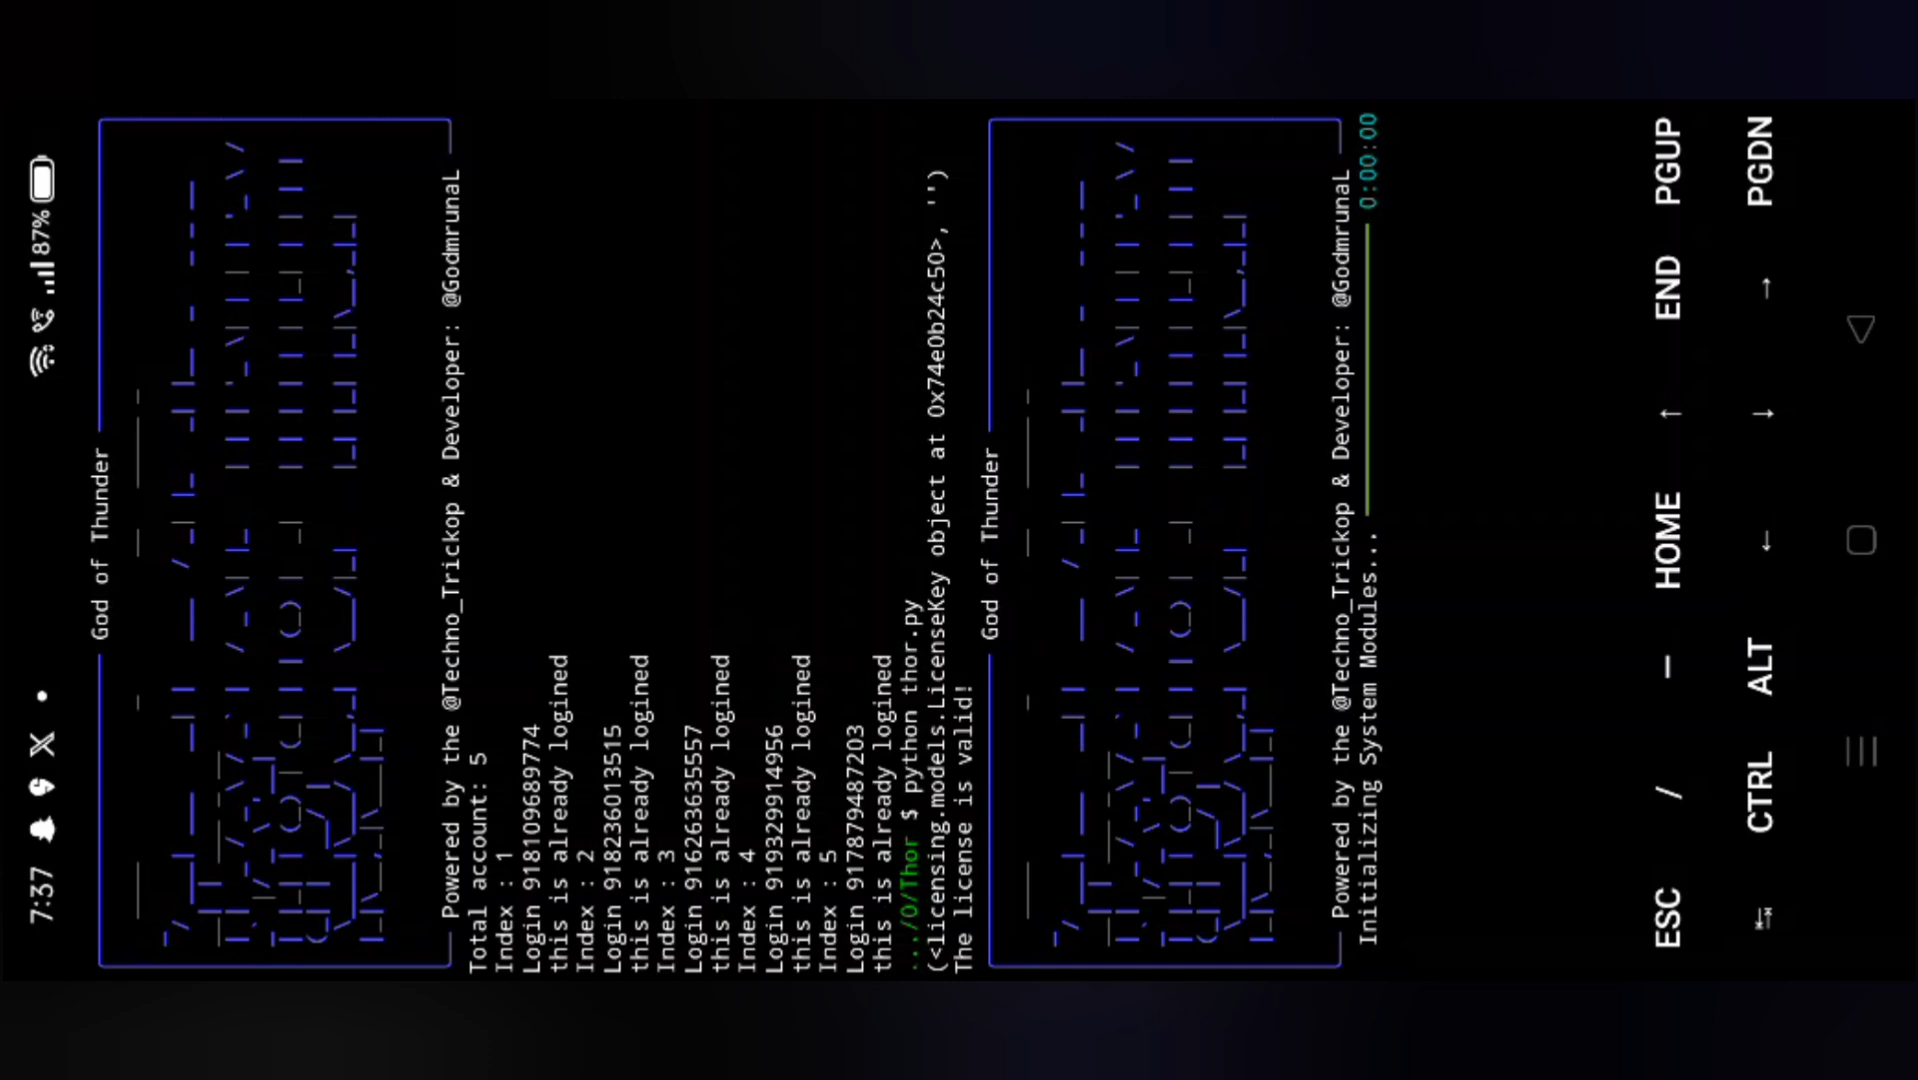 7:37
87%
God of Thunder
Powered by the @Techno_Trickop & Developer: @GodmrunaL
Total account: 5
Index : 1
Login 918109689774
this is already logined
Index : 2
Login 918236013515
this is already logined
Index : 3
Login 916263635557
this is already logined
Index : 4
Login 919329914956
this is already logined
Index : 5
Login 917879487203
this is already logined
.../0/Thor $ python thor.py
(<licensing.models.LicenseKey object at 0x74e0b24c50>, '')
The license is valid!
God of Thunder
Powered by the @Techno_Trickop & Developer: @GodmrunaL
Initializing System Modules... 0:00:00
ESC / — HOME ↑ END PGUP
↹ CTRL ALT ← ↓ → PGDN